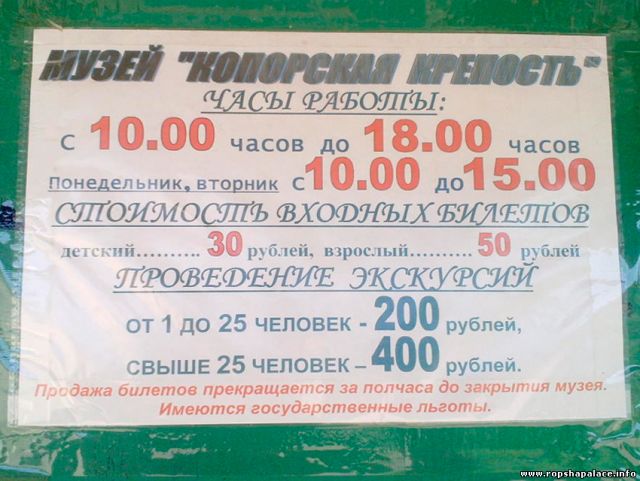 МУЗЕЙ "КОПОРСКАЯ КРЕПОСТЬ"
ЧАСЫ РАБОТЫ:
С 10.00 часов до 18.00 часов
Понедельник, вторник с 10.00 до 15.00
СТОИМОСТЬ ВХОДНЫХ БИЛЕТОВ
детский.......... 30 рублей, взрослый.......... 50 рублей
ПРОВЕДЕНИЕ ЭКСКУРСИЙ
ОТ 1 ДО 25 ЧЕЛОВЕК - 200 рублей,
СВЫШЕ 25 ЧЕЛОВЕК – 400 рублей.
Продажа билетов прекращается за полчаса до закрытия музея.
Имеются государственные льготы.
www.ropshapalace.info